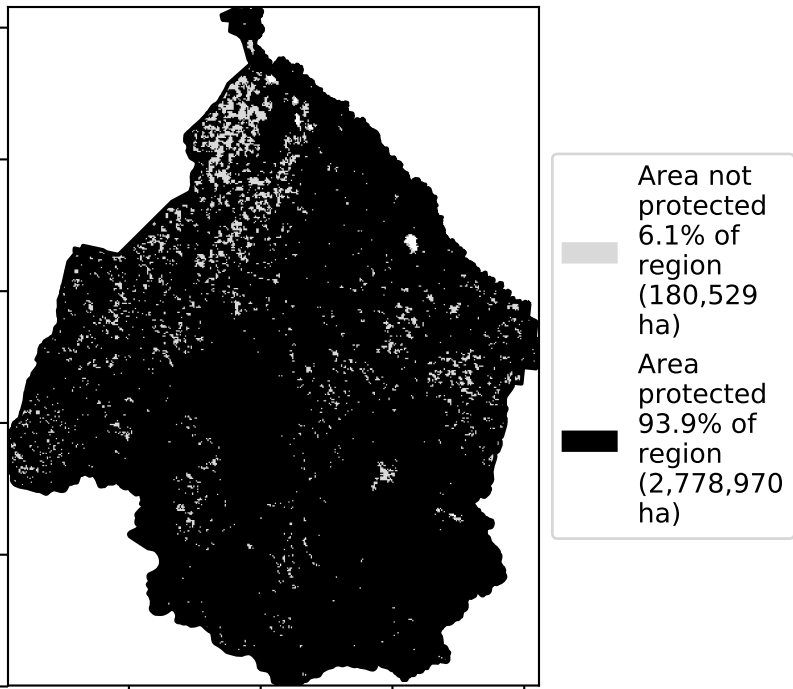 Area not
protected
6.1% of
region
(180,529
ha)
Area
protected
93.9% of
region
(2,778,970
ha)